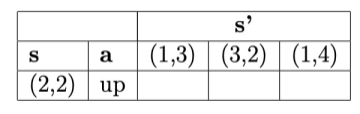 s’
s a (1,3) (3,2) (1,4)
(2,2) up